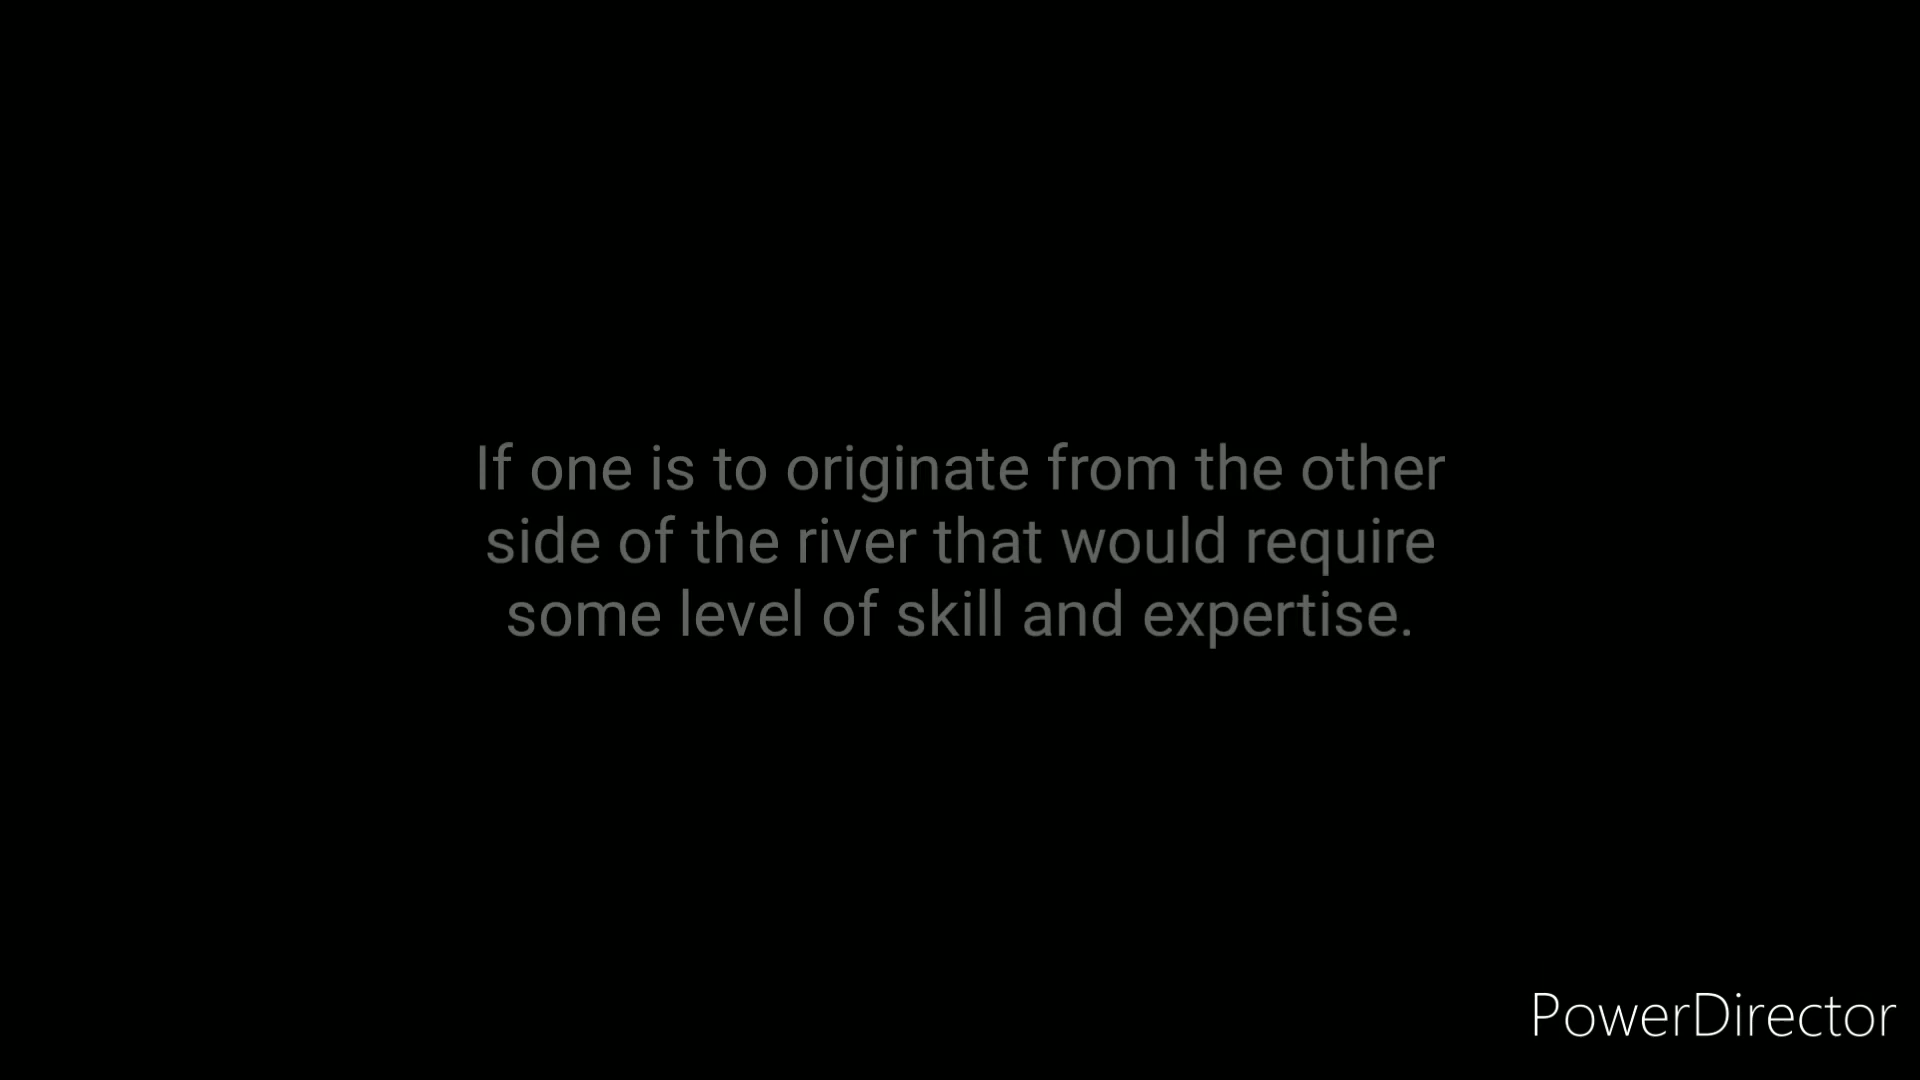 If one is to originate from the other
side of the river that would require
some level of skill and expertise.
PowerDirector